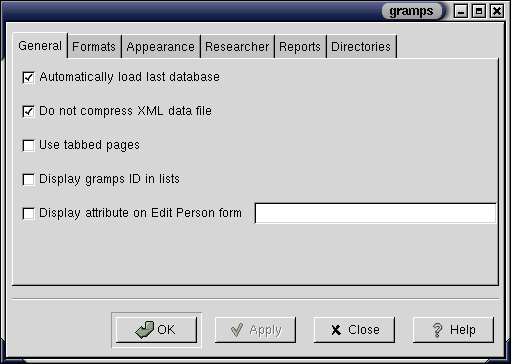 gramps
General Formats Appearance Researcher Reports Directories
Automatically load last database
Do not compress XML data file
Use tabbed pages
Display gramps ID in lists
Display attribute on Edit Person form
OK Apply Close Help